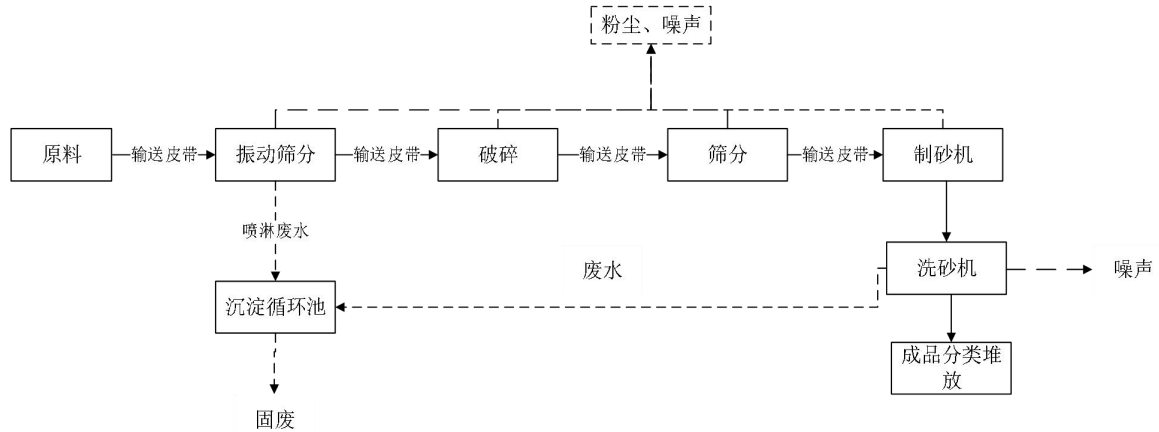 粉尘、噪声
原料
输送皮带
振动筛分
输送皮带
破碎
输送皮带
筛分
输送皮带
制砂机
喷淋废水
废水
洗砂机
噪声
沉淀循环池
成品分类堆
放
固废